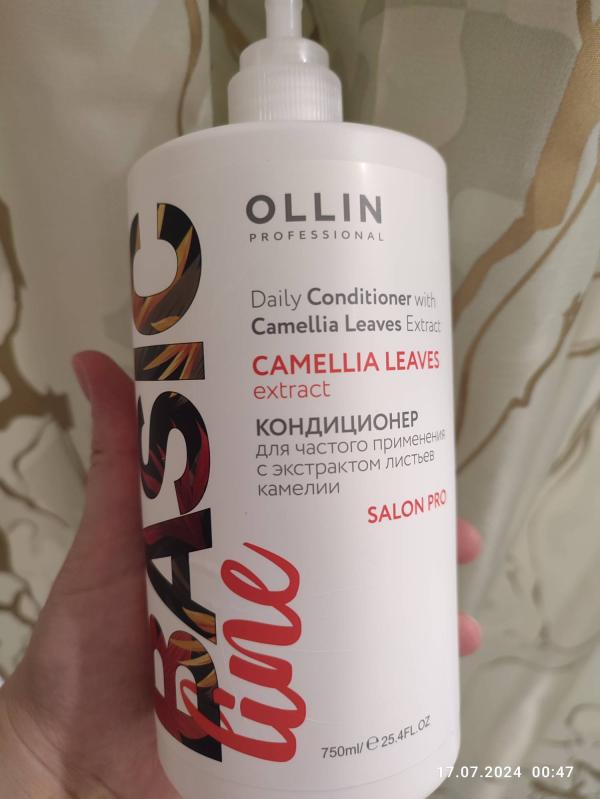 OLLIN
PROFESSIONAL
Daily Conditioner with
Camellia Leaves Extract
CAMELLIA LEAVES
extract
КОНДИЦИОНЕР
для частого применения
с экстрактом листьев
камелии
SALON PRO
BASIC
line
750ml/℮25.4FL.OZ
17.07.2024 00:47